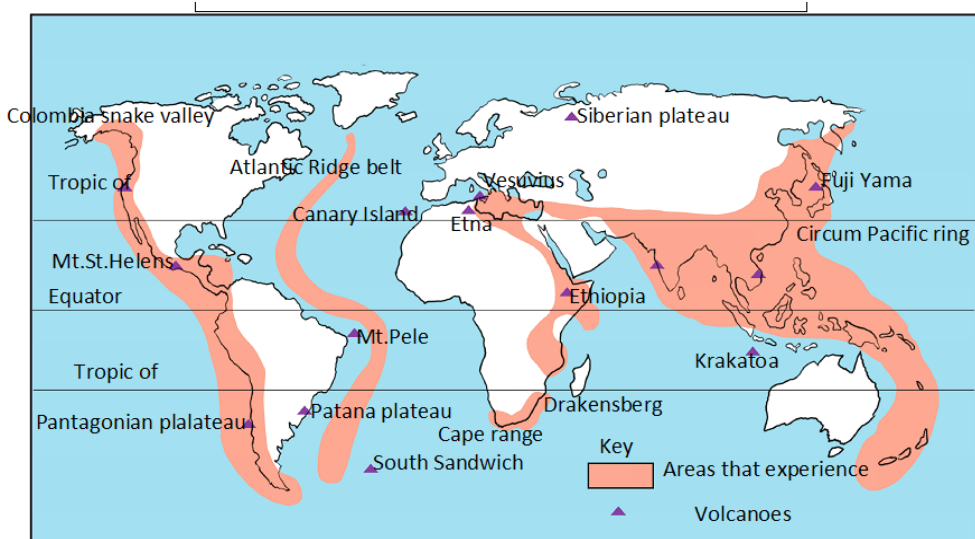 Colombia snake valley
Siberian plateau
Atlantic Ridge belt
Tropic of
Vesuvius
Fuji Yama
Canary Island
Etna
Circum Pacific ring
Mt.St.Helens
Equator
Ethiopia
Mt.Pele
Krakatoa
Tropic of
Pantagonian plalateau
Patana plateau
Drakensberg
Cape range
South Sandwich
Key
Areas that experience
Volcanoes